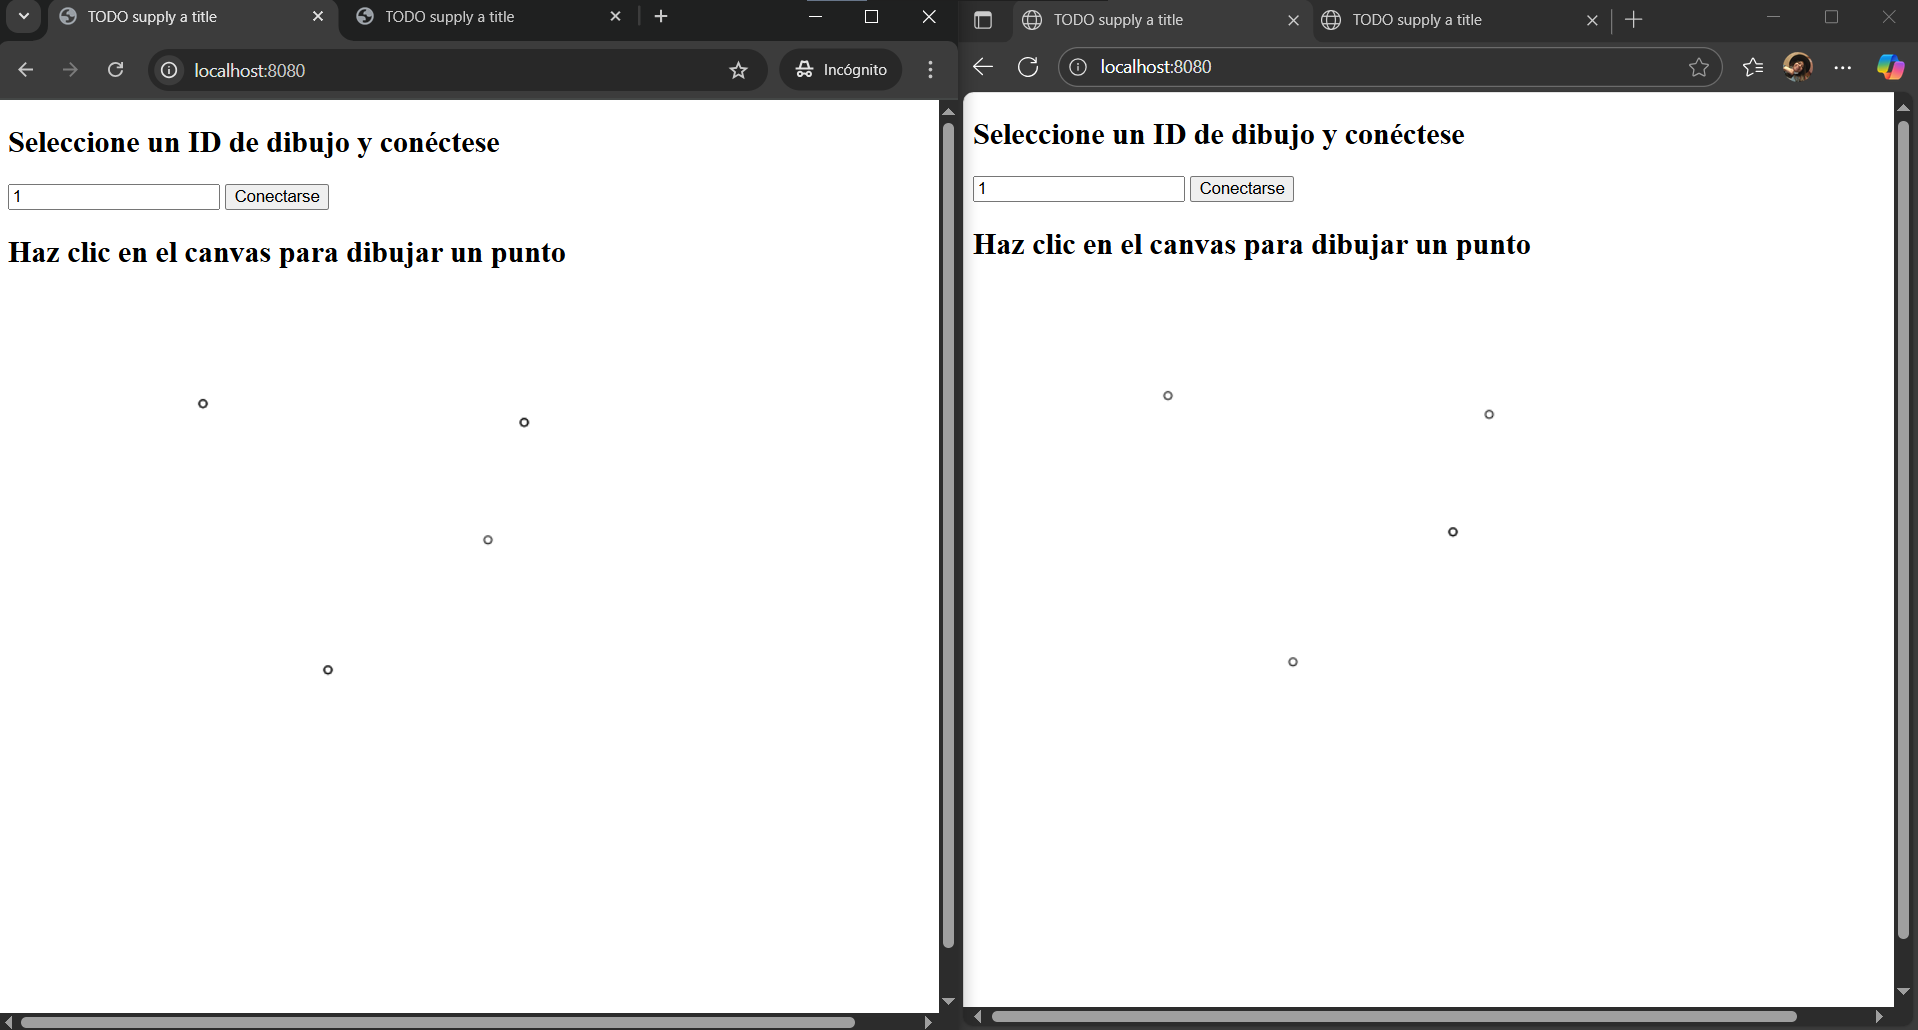 TODO supply a title
TODO supply a title
localhost:8080
Incógnito
Seleccione un ID de dibujo y conéctese
1
Conectarse
Haz clic en el canvas para dibujar un punto
TODO supply a title
TODO supply a title
localhost:8080
Seleccione un ID de dibujo y conéctese
1
Conectarse
Haz clic en el canvas para dibujar un punto